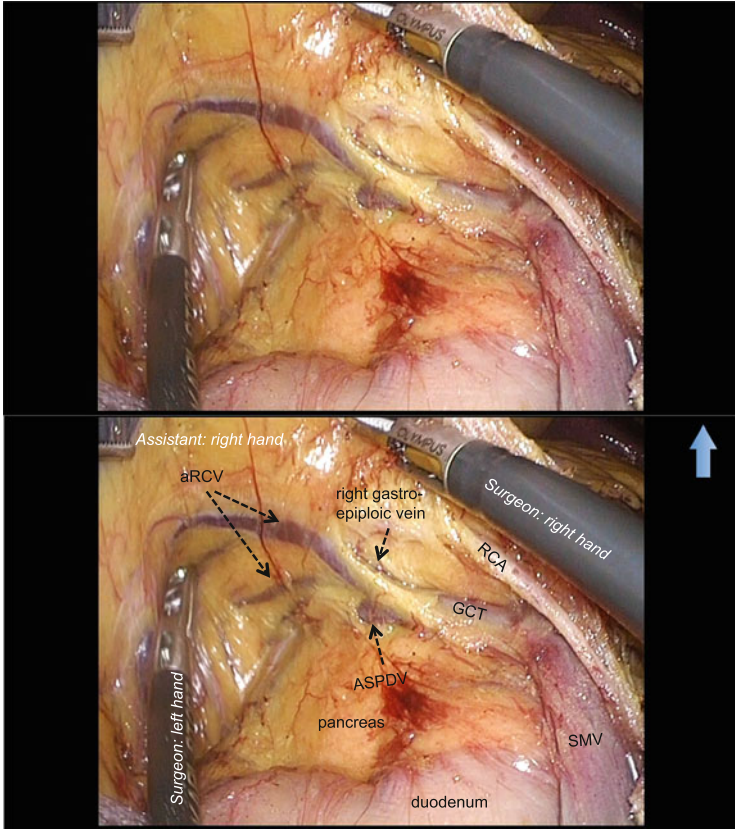 OLYMPUS
OLYMPUS
Assistant: right hand
aRCV
right gastro-
epiploic vein
Surgeon: right hand
RCA
GCT
ASPDV
pancreas
SMV
Surgeon: left hand
duodenum